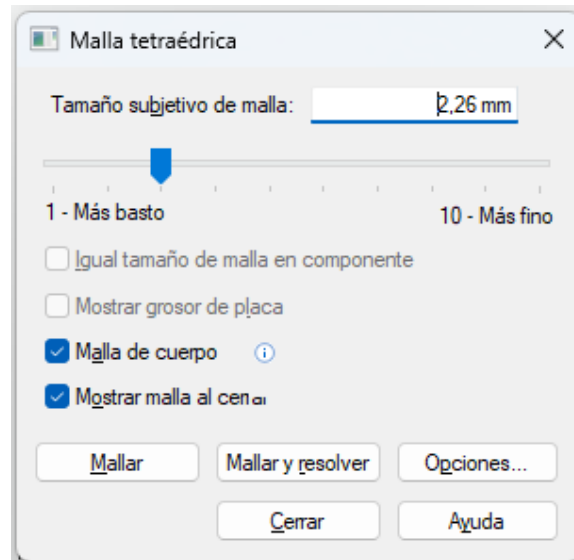 Malla tetraédrica
Tamaño subjetivo de malla: 2,26 mm
1 - Más basto 10 - Más fino
Igual tamaño de malla en componente
Mostrar grosor de placa
Malla de cuerpo
Mostrar malla al
Mallar Mallar y resolver Opciones...
Cerrar Ayuda